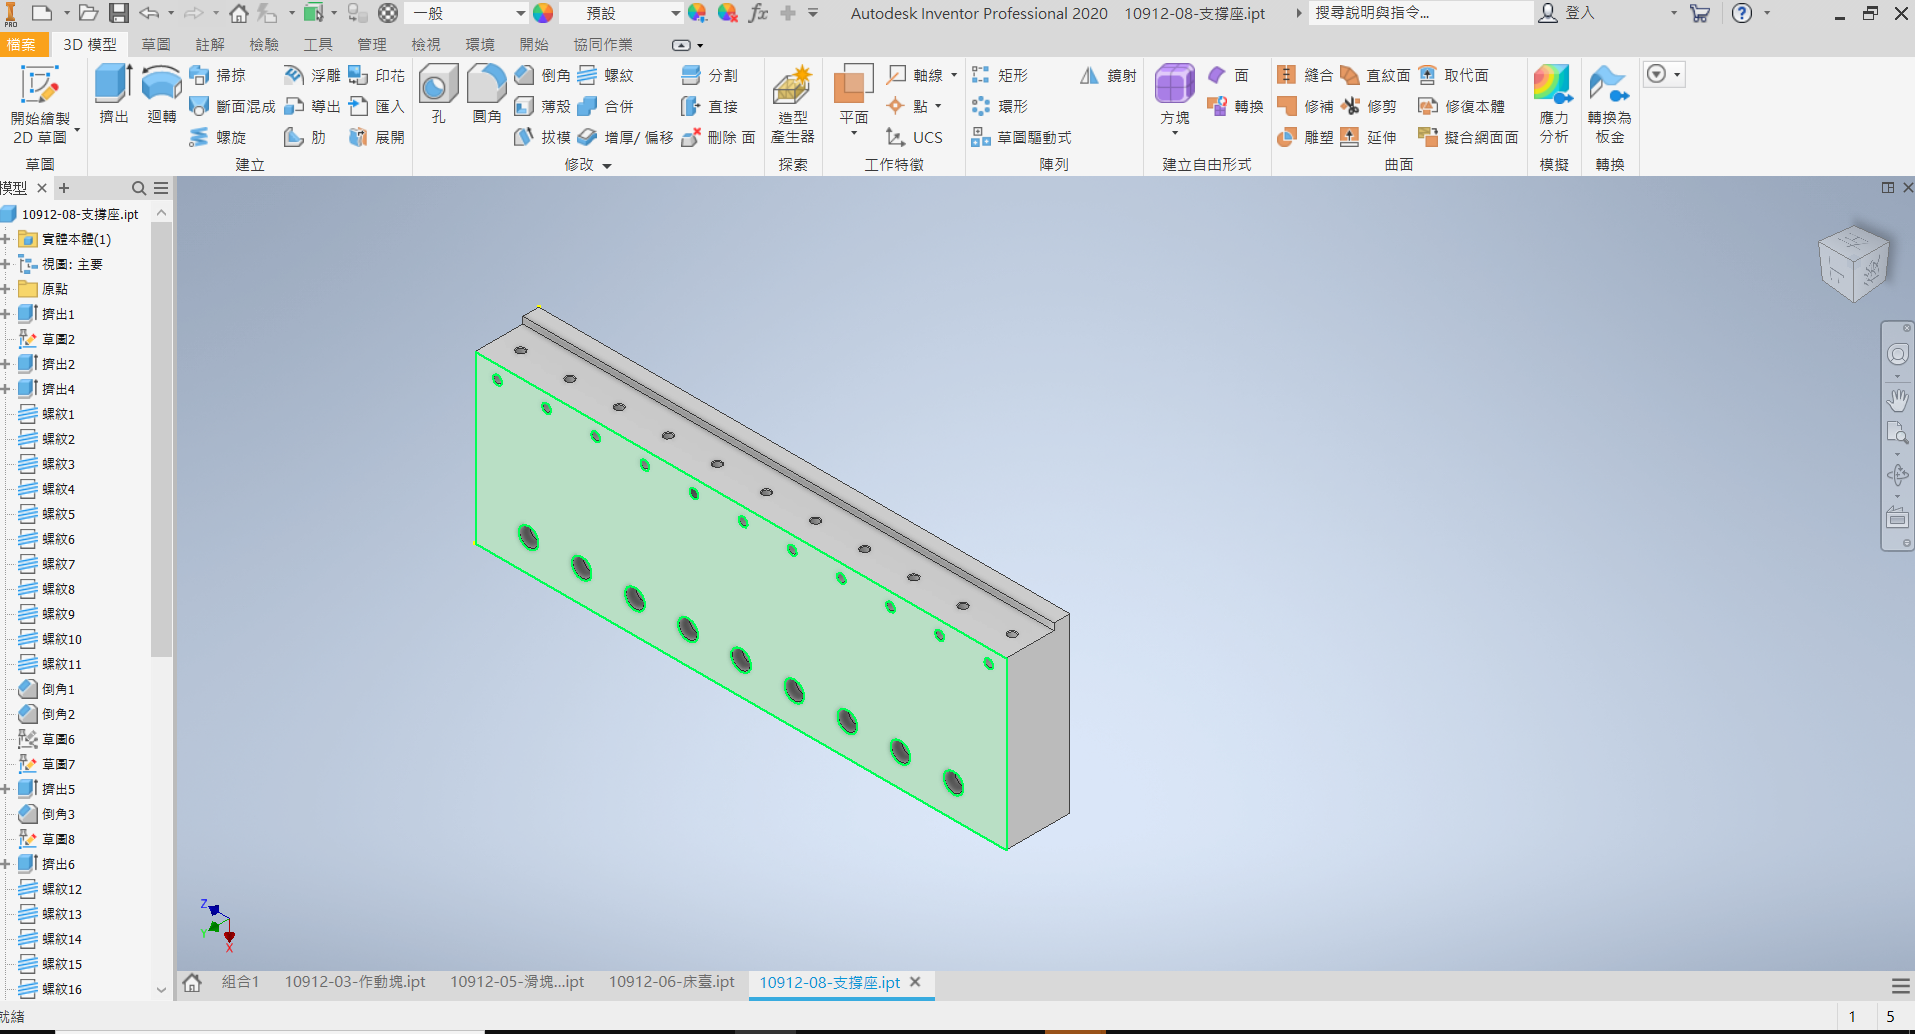 PRO
一般
預設
fx
Autodesk Inventor Professional 2020 10912-08-支撐座.ipt
搜尋說明與指令...
登入
檔案 3D 模型 草圖 註解 檢驗 工具 管理 檢視 環境 開始 協同作業
開始繪製
2D 草圖
草圖
擠出
迴轉
掃掠
斷面混成
螺旋
浮雕
導出
肋
印花
匯入
展開
建立
孔
圓角
倒角
薄殼
拔模
螺紋
合併
增厚/ 偏移
分割
直接
刪除 面
修改
造型
產生器
探索
平面
軸線
點
UCS
工作特徵
矩形
環形
草圖驅動式
鏡射
陣列
方塊
面
轉換
建立自由形式
縫合
修補
雕塑
直紋面
修剪
延伸
取代面
修復本體
擬合網面面
曲面
應力
分析
模擬
轉換為
板金
轉換
模型
10912-08-支撐座.ipt
實體本體(1)
視圖: 主要
原點
擠出1
草圖2
擠出2
擠出4
螺紋1
螺紋2
螺紋3
螺紋4
螺紋5
螺紋6
螺紋7
螺紋8
螺紋9
螺紋10
螺紋11
倒角1
倒角2
草圖6
草圖7
擠出5
倒角3
草圖8
擠出6
螺紋12
螺紋13
螺紋14
螺紋15
螺紋16
Z
Y
X
組合1 10912-03-作動塊.ipt 10912-05-滑塊...ipt 10912-06-床臺.ipt 10912-08-支撐座.ipt
就緒
1 5